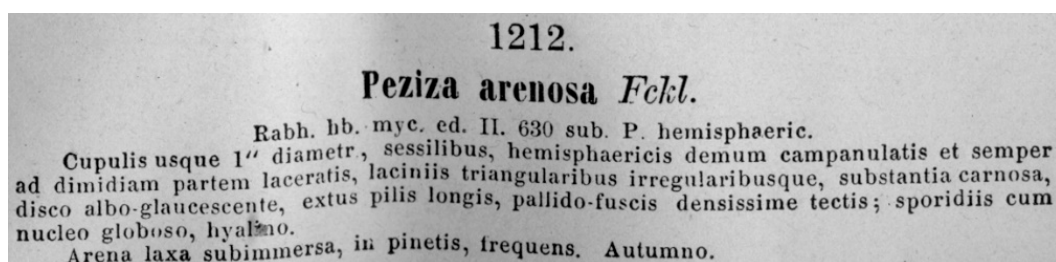 1212.
Peziza arenosa Fckl.
Rabh. hb. myc. ed. II. 630 sub. P. hemisphaeric.
Cupulis usque 1" diametr., sessilibus, hemisphaericis demum campanulatis et semper
ad dimidiam partem laceratis, laciniis triangularibus irregularibusque, substantia carnosa,
disco albo-glaucescente, extus pilis longis, pallido-fuscis densissime tectis; sporidiis cum
nucleo globoso, hyalino.
Arena laxa subimmersa, in pinetis, frequens. Autumno.